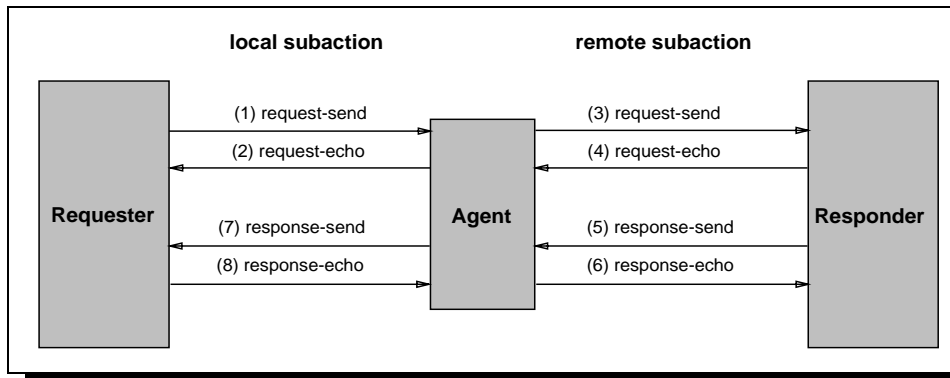 local subaction remote subaction
(1) request-send (3) request-send
(2) request-echo (4) request-echo
Requester Agent Responder
(7) response-send (5) response-send
(8) response-echo (6) response-echo